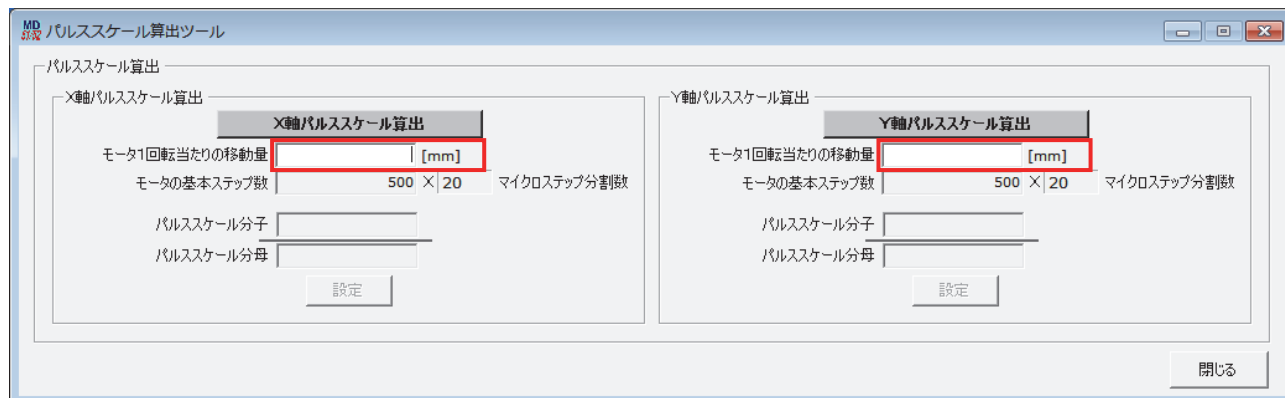 MD
S1・S2 パルススケール算出ツール
パルススケール算出
X軸パルススケール算出
X軸パルススケール算出
モータ1回転当たりの移動量 [mm]
モータの基本ステップ数 500 × 20 マイクロステップ分割数
パルススケール分子
パルススケール分母
設定
Y軸パルススケール算出
Y軸パルススケール算出
モータ1回転当たりの移動量 [mm]
モータの基本ステップ数 500 × 20 マイクロステップ分割数
パルススケール分子
パルススケール分母
設定
閉じる